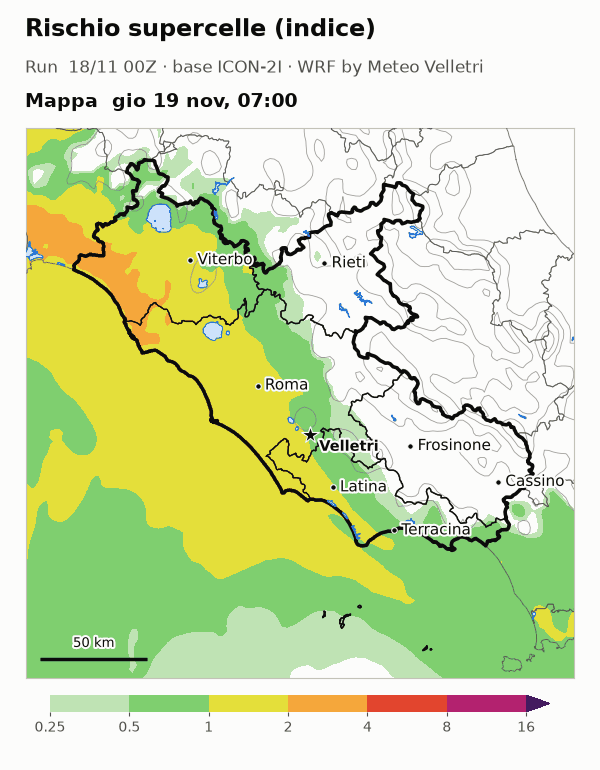 Rischio supercelle (indice)
Run  18/11 00Z · base ICON-2I · WRF by Meteo Velletri
Mappa  gio 19 nov, 07:00
Viterbo
Rieti
Roma
Velletri
Frosinone
Cassino
Latina
Terracina
50 km
0.25 0.5 1 2 4 8 16